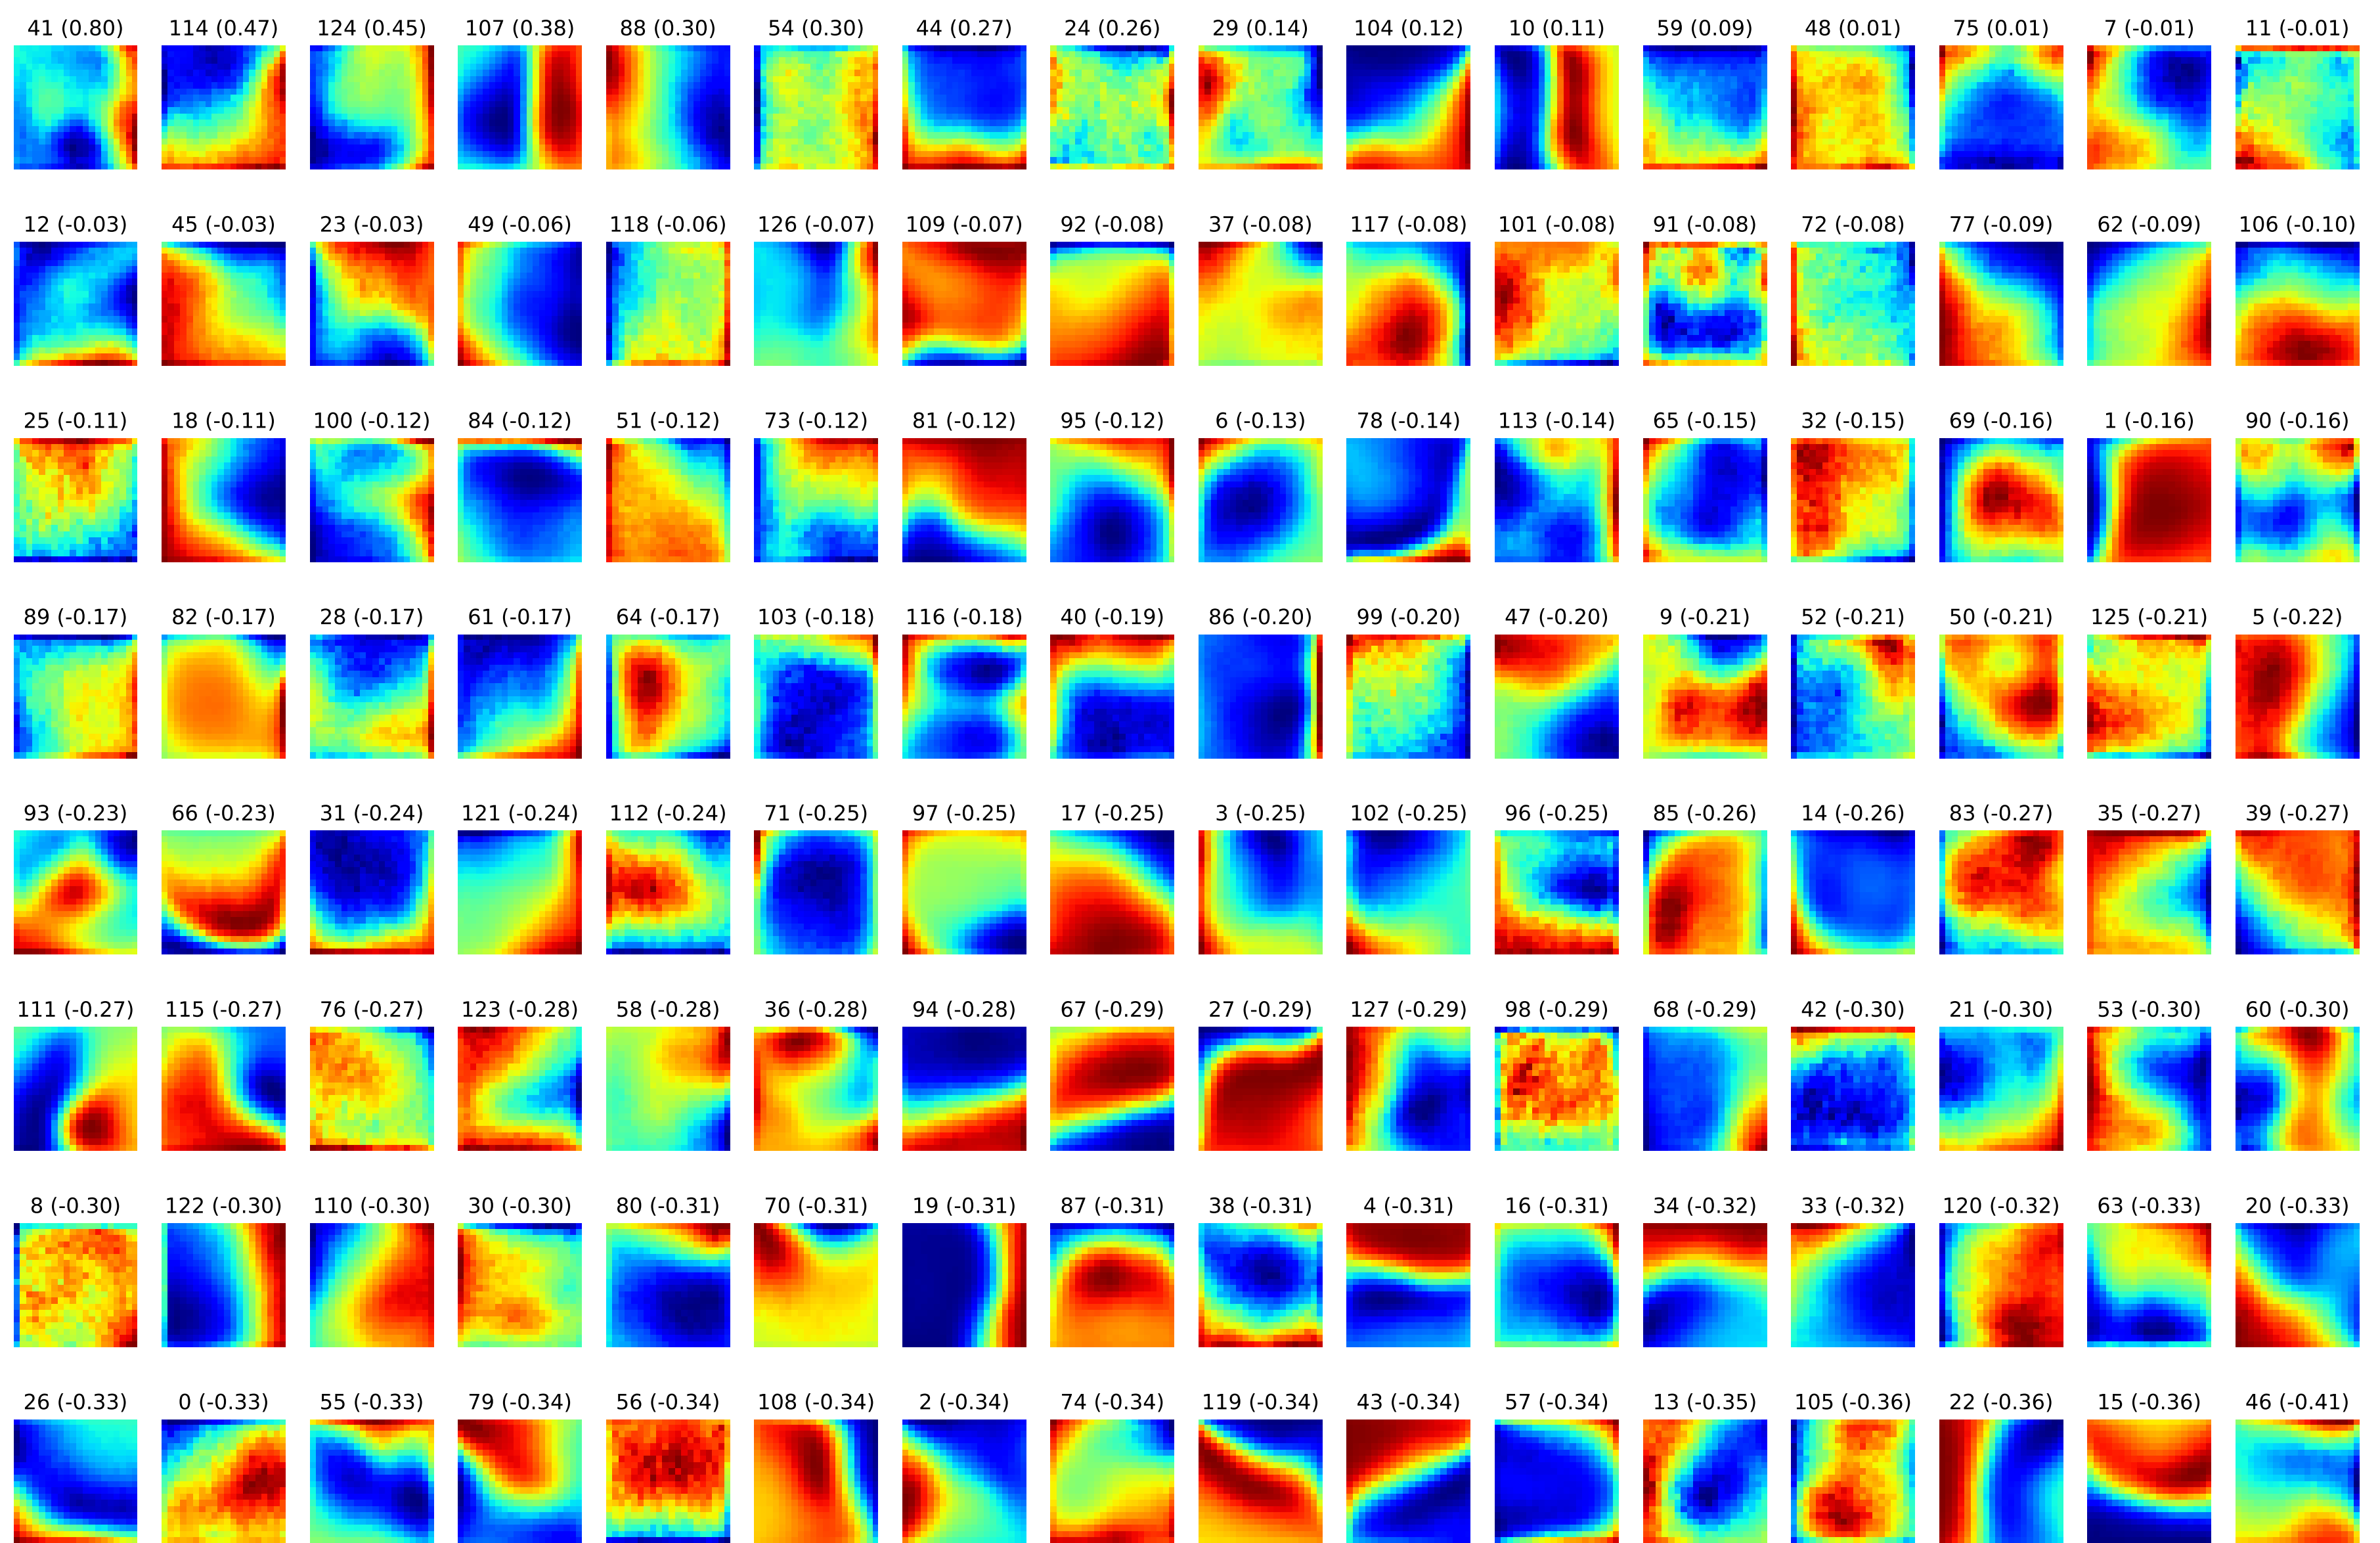 41 (0.80) 114 (0.47) 124 (0.45) 107 (0.38) 88 (0.30) 54 (0.30) 44 (0.27) 24 (0.26) 29 (0.14) 104 (0.12) 10 (0.11) 59 (0.09) 48 (0.01) 75 (0.01) 7 (-0.01) 11 (-0.01)
12 (-0.03) 45 (-0.03) 23 (-0.03) 49 (-0.06) 118 (-0.06) 126 (-0.07) 109 (-0.07) 92 (-0.08) 37 (-0.08) 117 (-0.08) 101 (-0.08) 91 (-0.08) 72 (-0.08) 77 (-0.09) 62 (-0.09) 106 (-0.10)
25 (-0.11) 18 (-0.11) 100 (-0.12) 84 (-0.12) 51 (-0.12) 73 (-0.12) 81 (-0.12) 95 (-0.12) 6 (-0.13) 78 (-0.14) 113 (-0.14) 65 (-0.15) 32 (-0.15) 69 (-0.16) 1 (-0.16) 90 (-0.16)
89 (-0.17) 82 (-0.17) 28 (-0.17) 61 (-0.17) 64 (-0.17) 103 (-0.18) 116 (-0.18) 40 (-0.19) 86 (-0.20) 99 (-0.20) 47 (-0.20) 9 (-0.21) 52 (-0.21) 50 (-0.21) 125 (-0.21) 5 (-0.22)
93 (-0.23) 66 (-0.23) 31 (-0.24) 121 (-0.24) 112 (-0.24) 71 (-0.25) 97 (-0.25) 17 (-0.25) 3 (-0.25) 102 (-0.25) 96 (-0.25) 85 (-0.26) 14 (-0.26) 83 (-0.27) 35 (-0.27) 39 (-0.27)
111 (-0.27) 115 (-0.27) 76 (-0.27) 123 (-0.28) 58 (-0.28) 36 (-0.28) 94 (-0.28) 67 (-0.29) 27 (-0.29) 127 (-0.29) 98 (-0.29) 68 (-0.29) 42 (-0.30) 21 (-0.30) 53 (-0.30) 60 (-0.30)
8 (-0.30) 122 (-0.30) 110 (-0.30) 30 (-0.30) 80 (-0.31) 70 (-0.31) 19 (-0.31) 87 (-0.31) 38 (-0.31) 4 (-0.31) 16 (-0.31) 34 (-0.32) 33 (-0.32) 120 (-0.32) 63 (-0.33) 20 (-0.33)
26 (-0.33) 0 (-0.33) 55 (-0.33) 79 (-0.34) 56 (-0.34) 108 (-0.34) 2 (-0.34) 74 (-0.34) 119 (-0.34) 43 (-0.34) 57 (-0.34) 13 (-0.35) 105 (-0.36) 22 (-0.36) 15 (-0.36) 46 (-0.41)